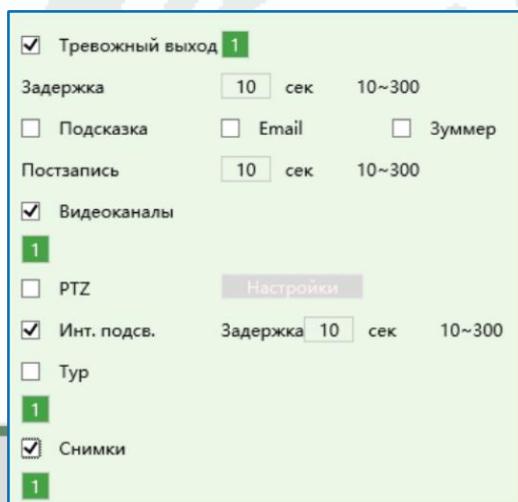 Тревожный выход 1
Задержка 10 сек 10~300
Подсказка Email Зуммер
Постзапись 10 сек 10~300
Видеоканалы
1
PTZ Настройки
Инт. подсв. Задержка 10 сек 10~300
Тур
1
Снимки
1